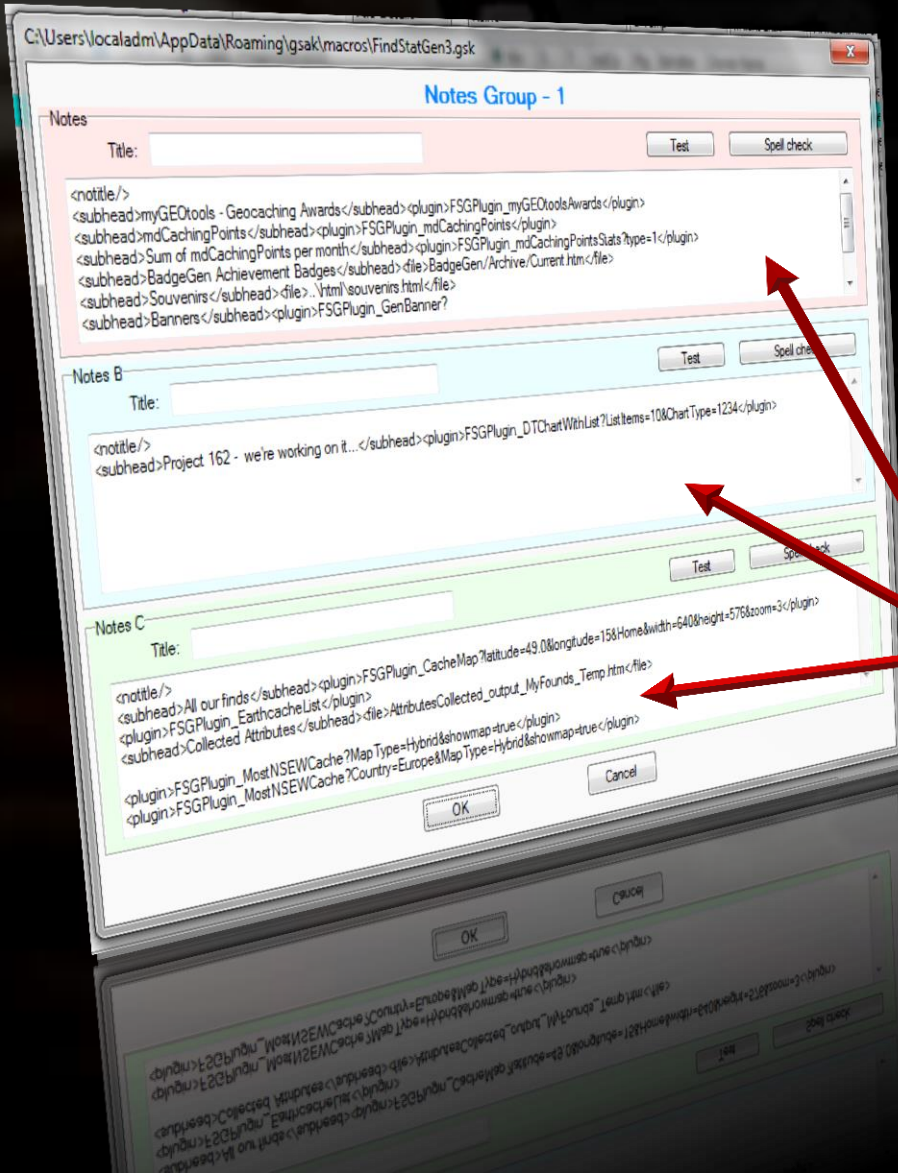 C:\Users\localadm\AppData\Roaming\gsak\macros\FindStatGen3.gsk
X
Notes Group - 1
Notes
Title:
Test
Spell check
<notitle/>
<subhead>myGEOtools - Geocaching Awards</subhead><plugin>FSGPlugin_myGEOtoolsAwards</plugin>
<subhead>mdCachingPoints</subhead><plugin>FSGPlugin_mdCachingPoints</plugin>
<subhead>Sum of mdCachingPoints per month</subhead><plugin>FSGPlugin_mdCachingPointsStats?type=1</plugin>
<subhead>BadgeGen Achievement Badges</subhead><file>BadgeGen/Archive/Current.htm</file>
<subhead>Souvenirs</subhead><file>..\html\souvenirs.html</file>
<subhead>Banners</subhead><plugin>FSGPlugin_GenBanner?
Notes B
Title:
Test
Spell check
<notitle/>
<subhead>Project 162 - we're working on it...</subhead><plugin>FSGPlugin_DTChartWithList?ListItems=10&ChartType=1234</plugin>
Notes C
Title:
Test
Spell check
<notitle/>
<subhead>All our finds</subhead><plugin>FSGPlugin_CacheMap?latitude=49.0&longitude=15&Home&width=640&height=576&zoom=3</plugin>
<plugin>FSGPlugin_EarthcacheList</plugin>
<subhead>Collected Attributes</subhead><file>AttributesCollected_output_MyFounds_Temp.htm</file>
<plugin>FSGPlugin_MostNSEWCache?MapType=Hybrid&showmap=true</plugin>
<plugin>FSGPlugin_MostNSEWCache?Country=Europe&MapType=Hybrid&showmap=true</plugin>
OK
Cancel